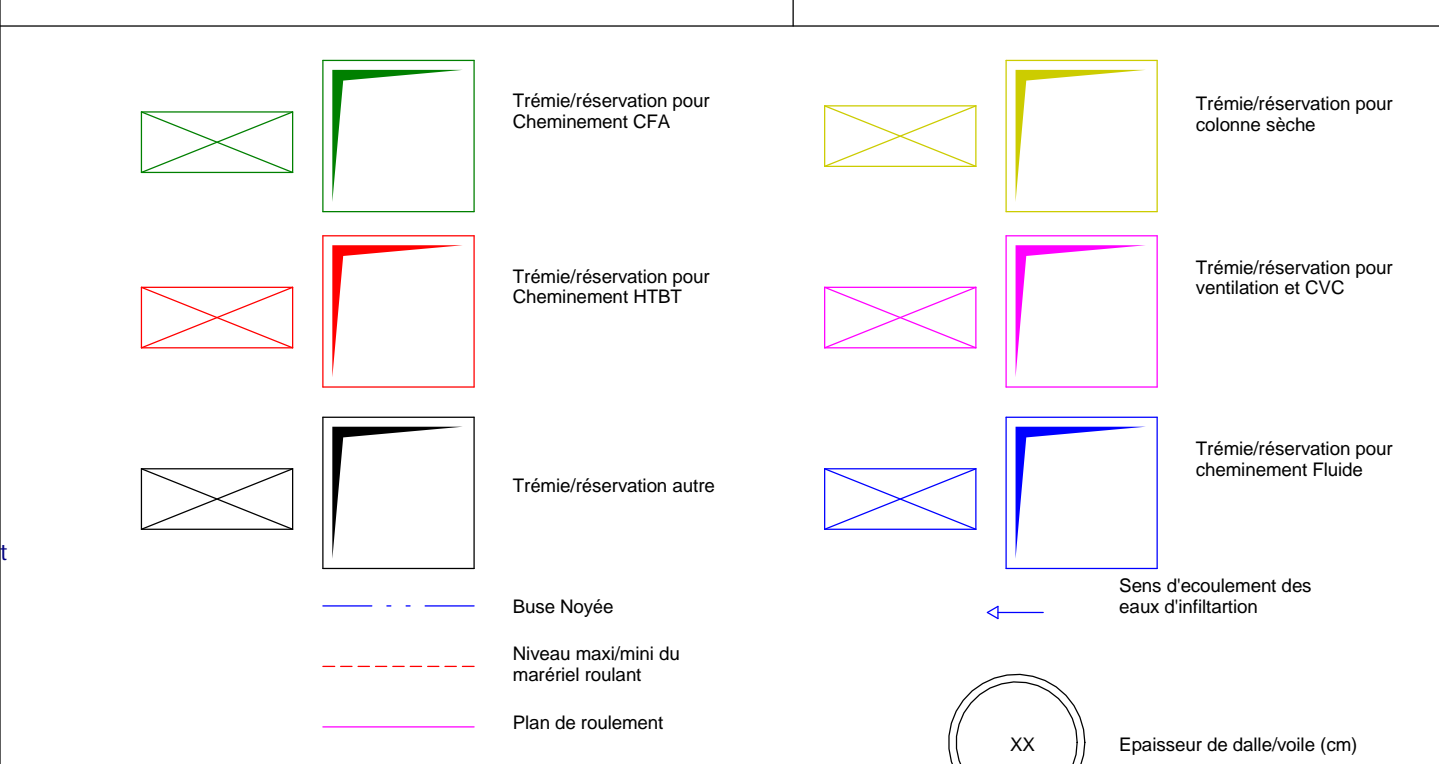 Trémie/réservation pour
Cheminement CFA
Trémie/réservation pour
colonne sèche
Trémie/réservation pour
Cheminement HTBT
Trémie/réservation pour
ventilation et CVC
Trémie/réservation autre
Trémie/réservation pour
cheminement Fluide
t
Buse Noyée
Sens d'ecoulement des
eaux d'infiltartion
Niveau maxi/mini du
marériel roulant
Plan de roulement
XX
Epaisseur de dalle/voile (cm)